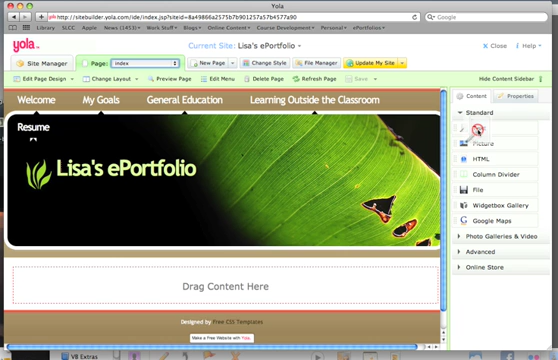 Yola
http://sitebuilder.yola.com/ide/index.jsp?siteid=8a49866a2575b7b901257a57b4577a90
Google
Library SLCC Apple News (1453) Work Stuff Blogs Online Content Course Development Personal ePortfolios
yola
Current Site: Lisa's ePortfolio
Close Help
Site Manager Page: index New Page Change Style File Manager Update My Site
Edit Page Design Change Layout Preview Page Edit Menu Delete Page Refresh Page Hide Content Sidebar
Welcome My Goals General Education Learning Outside the Classroom
Resume
Lisa's ePortfolio
Drag Content Here
Designed by Free CSS Templates
Make a Free Website with Yola.
Content Properties
Standard
Picture
HTML
Column Divider
File
Widgetbox Gallery
Google Maps
Photo Galleries & Video
Advanced
Online Store
VB Extras